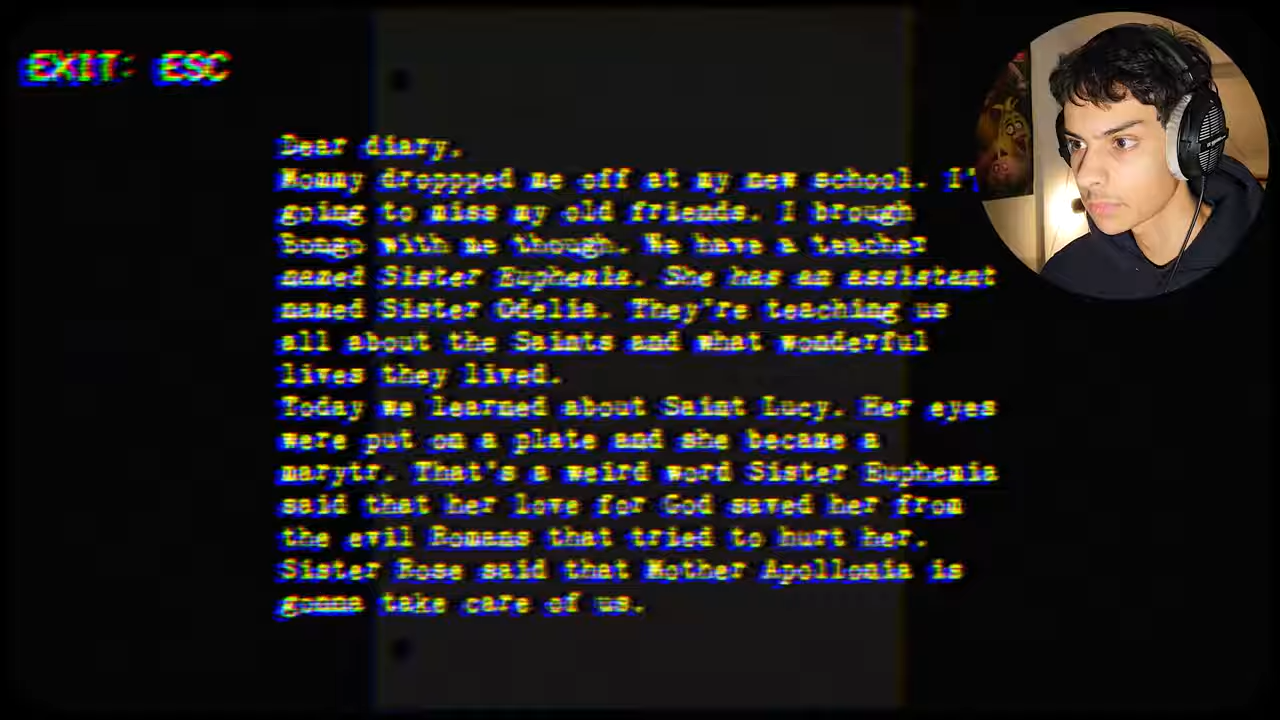 EXIT: ESC
Dear diary,
Mommy droppped me off at my new school. I'
going to miss my old friends. I brough
Bongo with me though. We have a teacher
named Sister Euphemia. She has an assistant
named Sister Odelia. They're teaching us
all about the Saints and what wonderful
lives they lived.
Today we learned about Saint Lucy. Her eyes
were put on a plate and she became a
marytr. That's a weird word Sister Euphemia
said that her love for God saved her from
the evil Romans that tried to hurt her.
Sister Rose said that Mother Apollonia is
gonna take care of us.